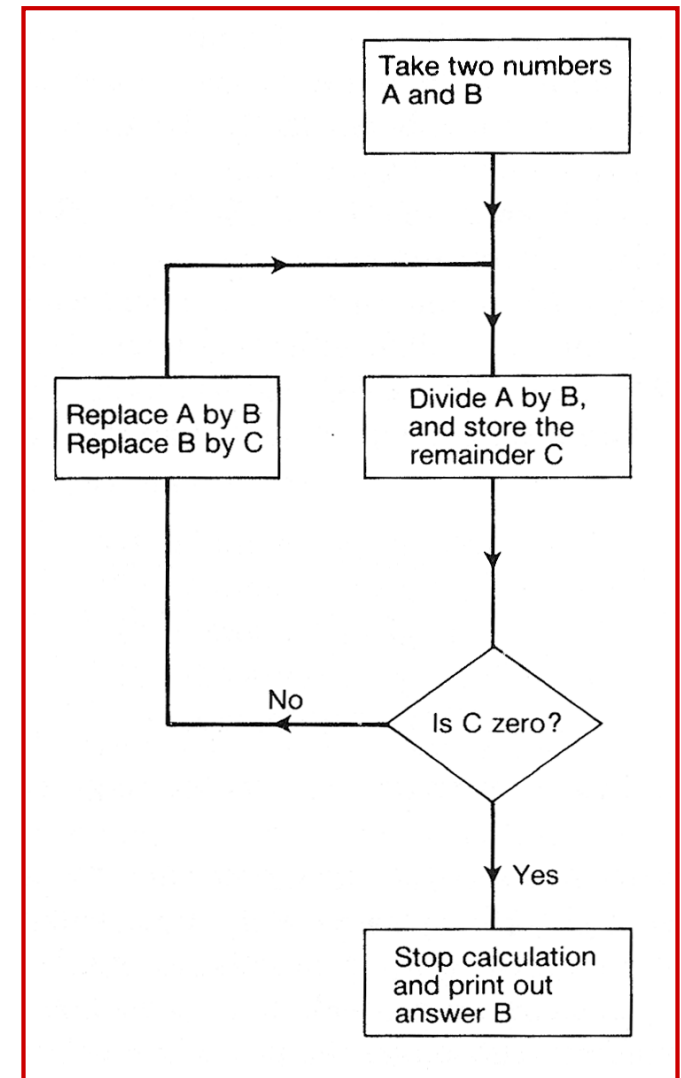 Take two numbers
A and B
Replace A by B
Replace B by C
Divide A by B,
and store the
remainder C
No
Is C zero?
Yes
Stop calculation
and print out
answer B